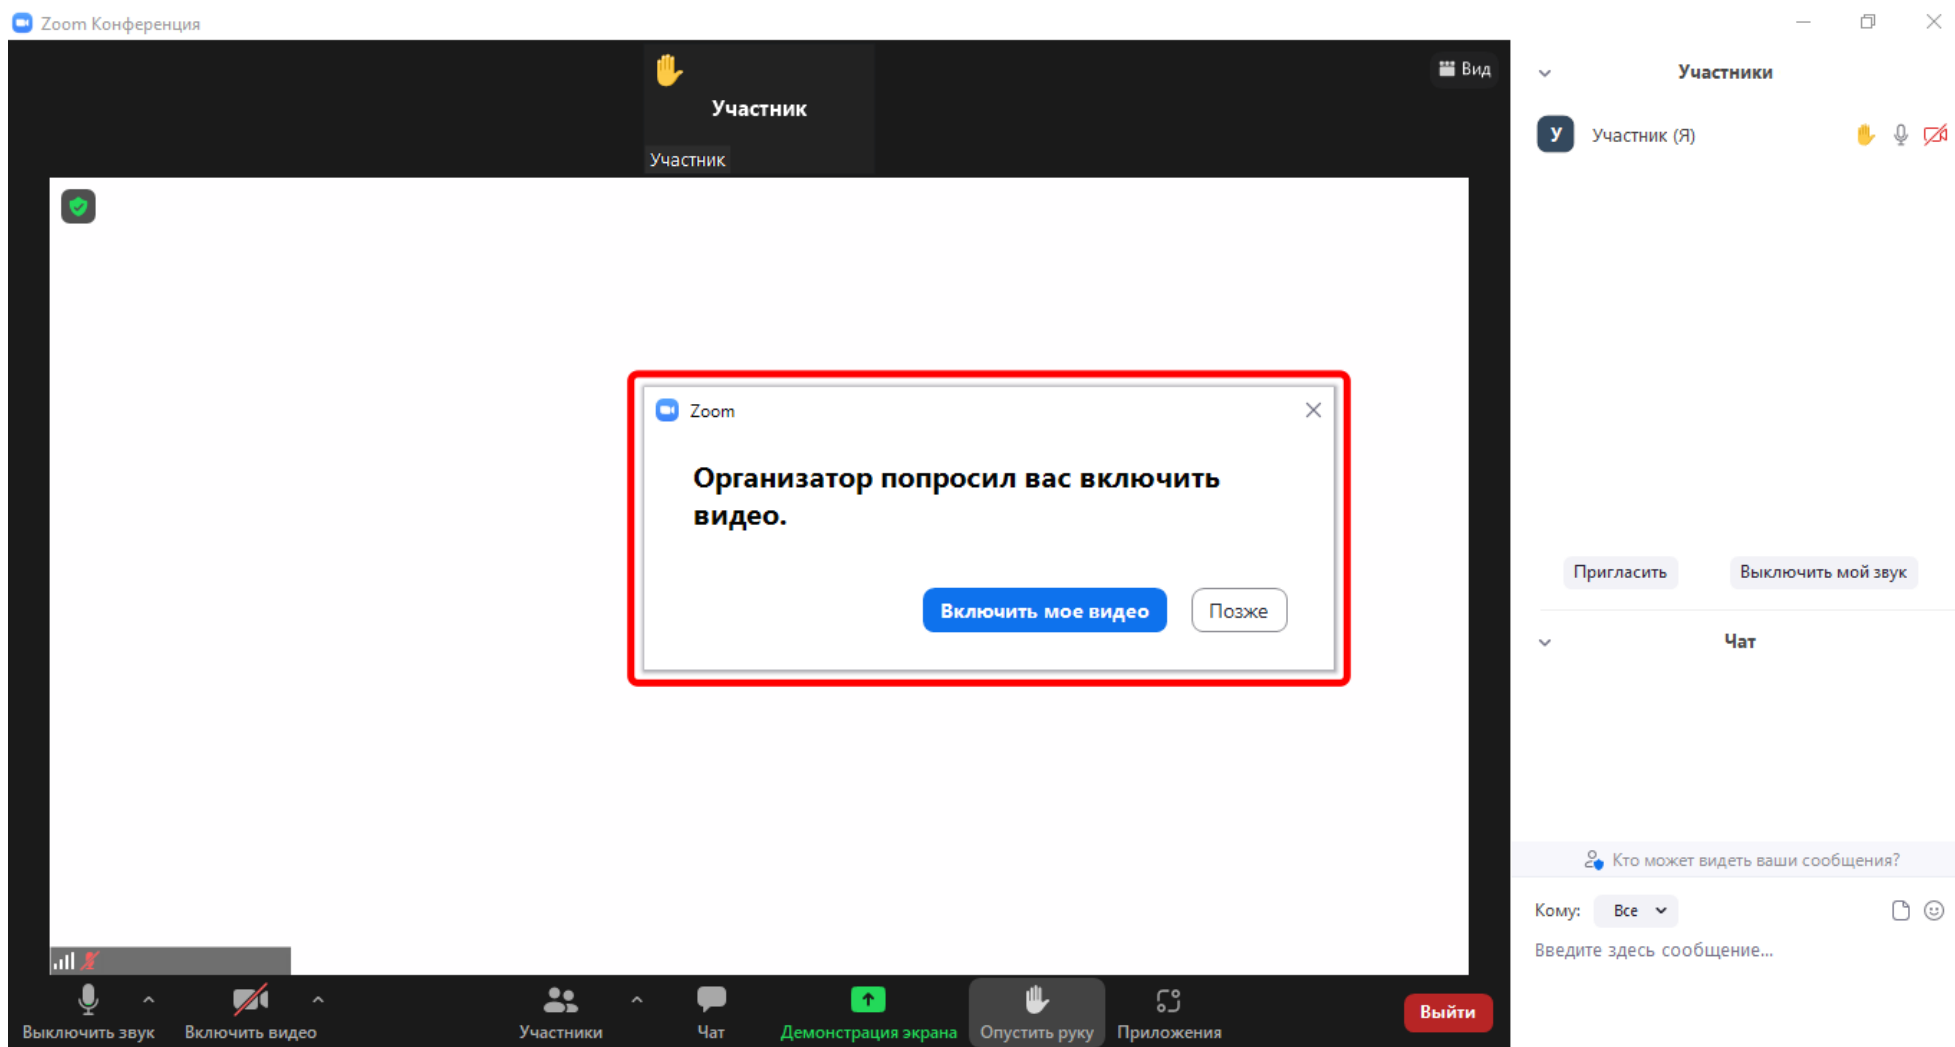 Zoom Конференция
Участник
Участник
Вид
Участники
У
Участник (Я)
Zoom
Организатор попросил вас включить
видео.
Включить мое видео
Позже
Пригласить
Выключить мой звук
Чат
Кто может видеть ваши сообщения?
Кому:
Все
Введите здесь сообщение...
Выключить звук
Включить видео
Участники
Чат
Демонстрация экрана
Опустить руку
Приложения
Выйти